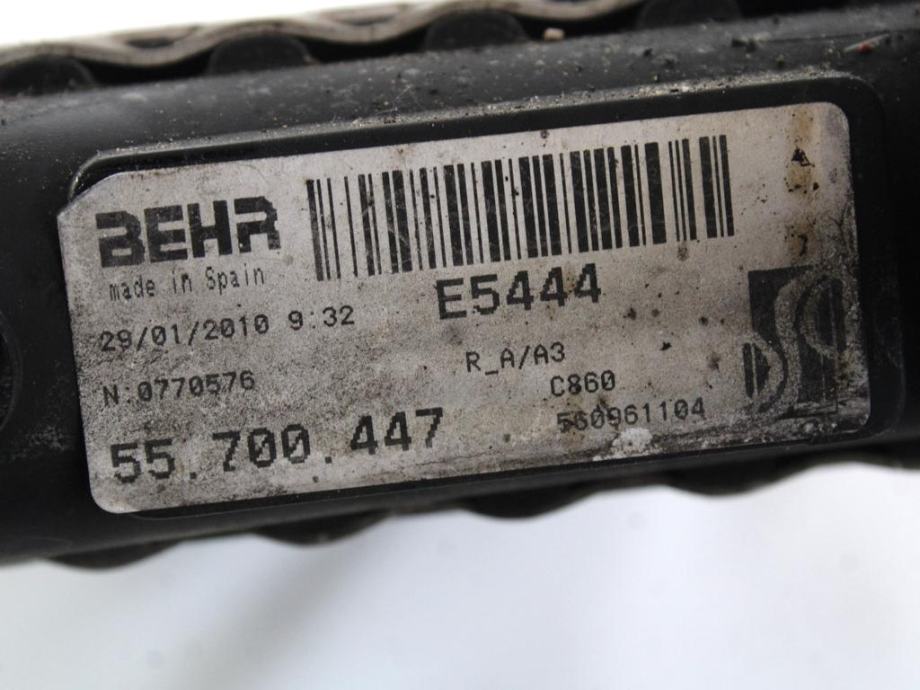 BEHR
made in Spain
E5444
29/01/2010 9:32
R_A/A3
N:0770576
C860
560961104
55.700.447